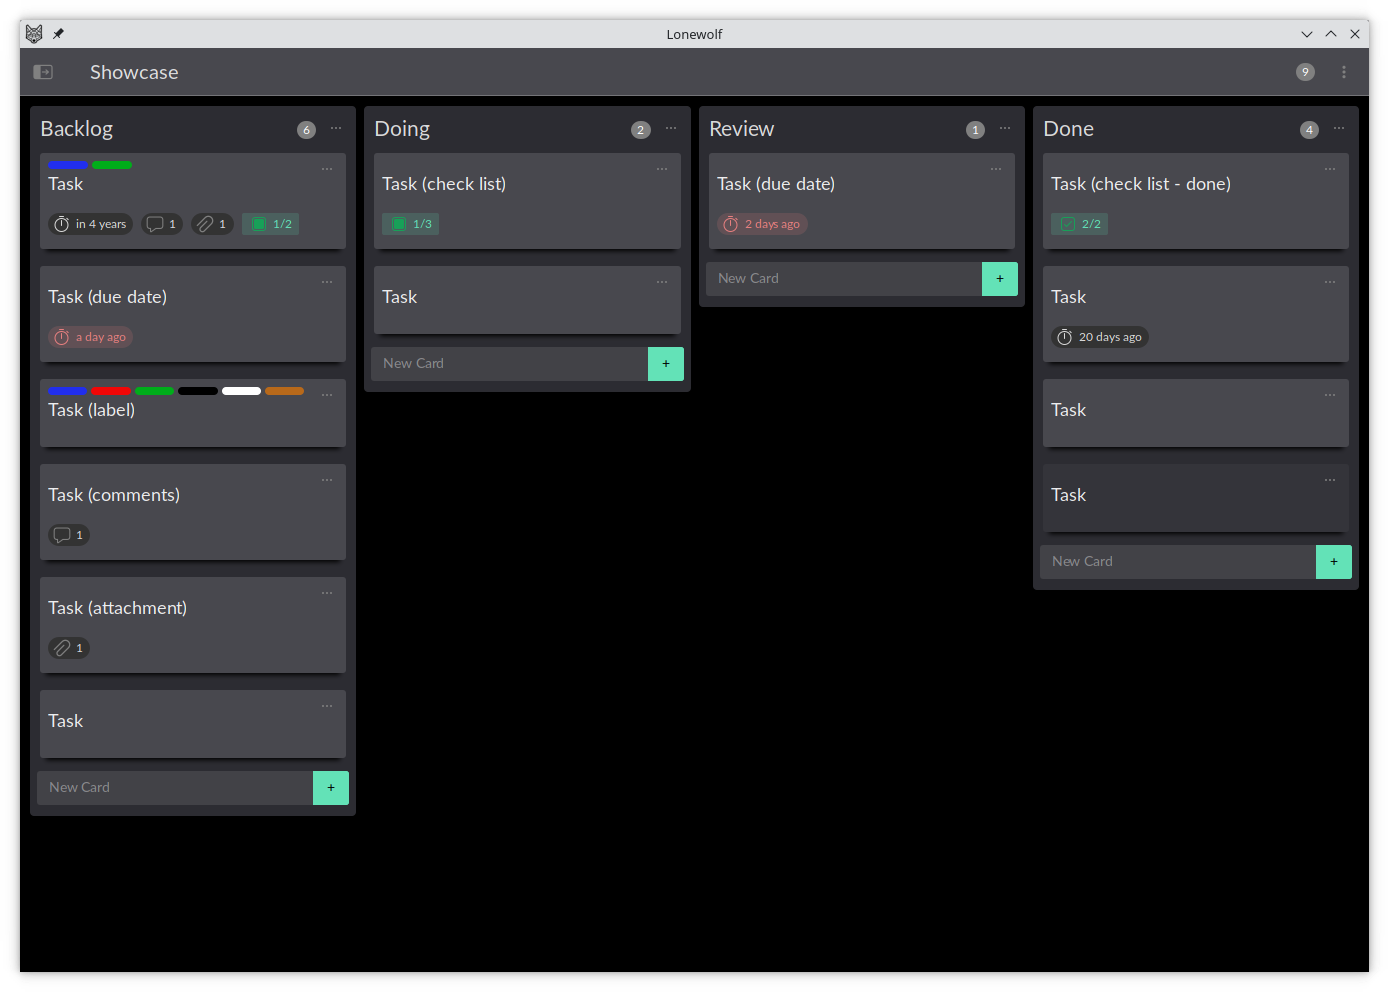 Lonewolf
Showcase
9
Backlog
6
Task
in 4 years
1
1
1/2
Task (due date)
a day ago
Task (label)
Task (comments)
1
Task (attachment)
1
Task
New Card
+
Doing
2
Task (check list)
1/3
Task
New Card
+
Review
1
Task (due date)
2 days ago
New Card
+
Done
4
Task (check list - done)
2/2
Task
20 days ago
Task
Task
New Card
+